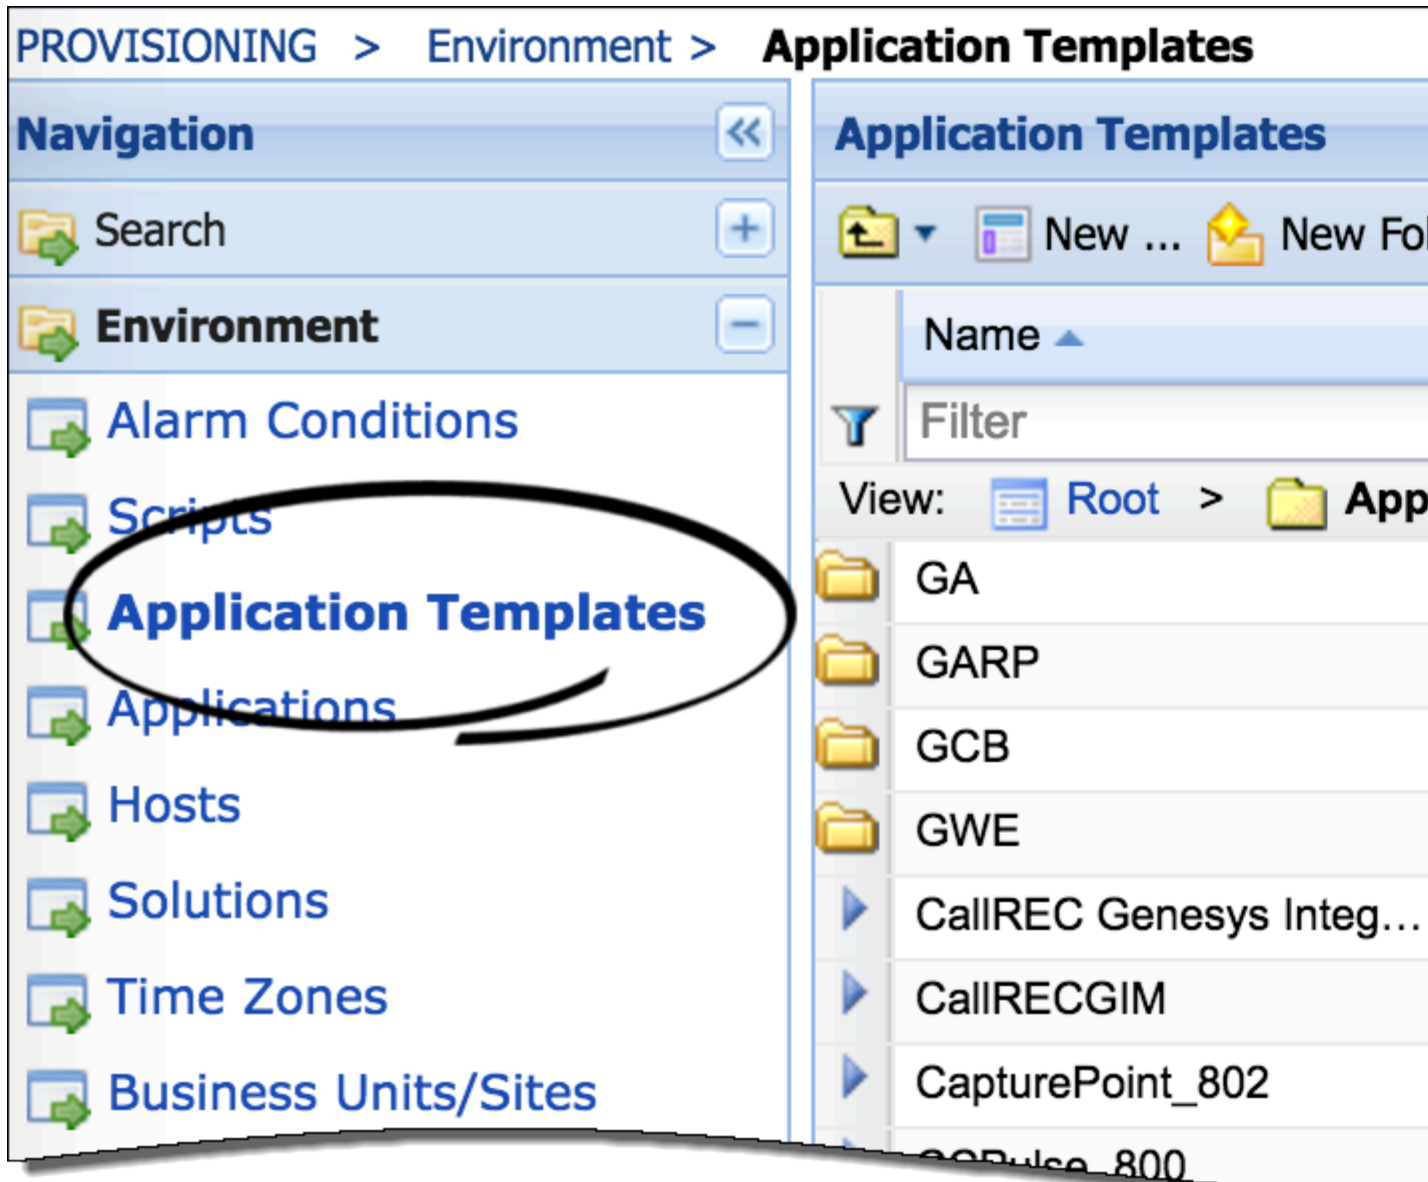 PROVISIONING > Environment > Application Templates
Navigation
Search
Environment
Alarm Conditions
Scripts
Application Templates
Applications
Hosts
Solutions
Time Zones
Business Units/Sites
Application Templates
New ... New Fol
Name
Filter
View: Root > App
GA
GARP
GCB
GWE
CallREC Genesys Integ...
CallRECGIM
CapturePoint_802
CCPulse_800